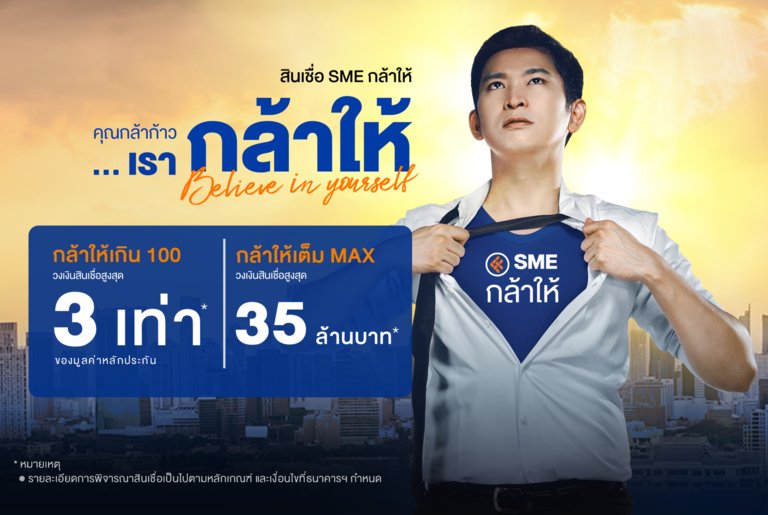 สินเชื่อ SME กล้าให้
คุณกล้าก้าว
... เรา กล้าให้
Believe in yourself
กล้าให้เกิน 100
วงเงินสินเชื่อสูงสุด
3 เท่า*
ของมูลค่าหลักประกัน
กล้าให้เต็ม MAX
วงเงินสินเชื่อสูงสุด
35 ล้านบาท*
SME
กล้าให้
* หมายเหตุ
● รายละเอียดการพิจารณาสินเชื่อเป็นไปตามหลักเกณฑ์ และเงื่อนไขที่ธนาคารฯ กำหนด